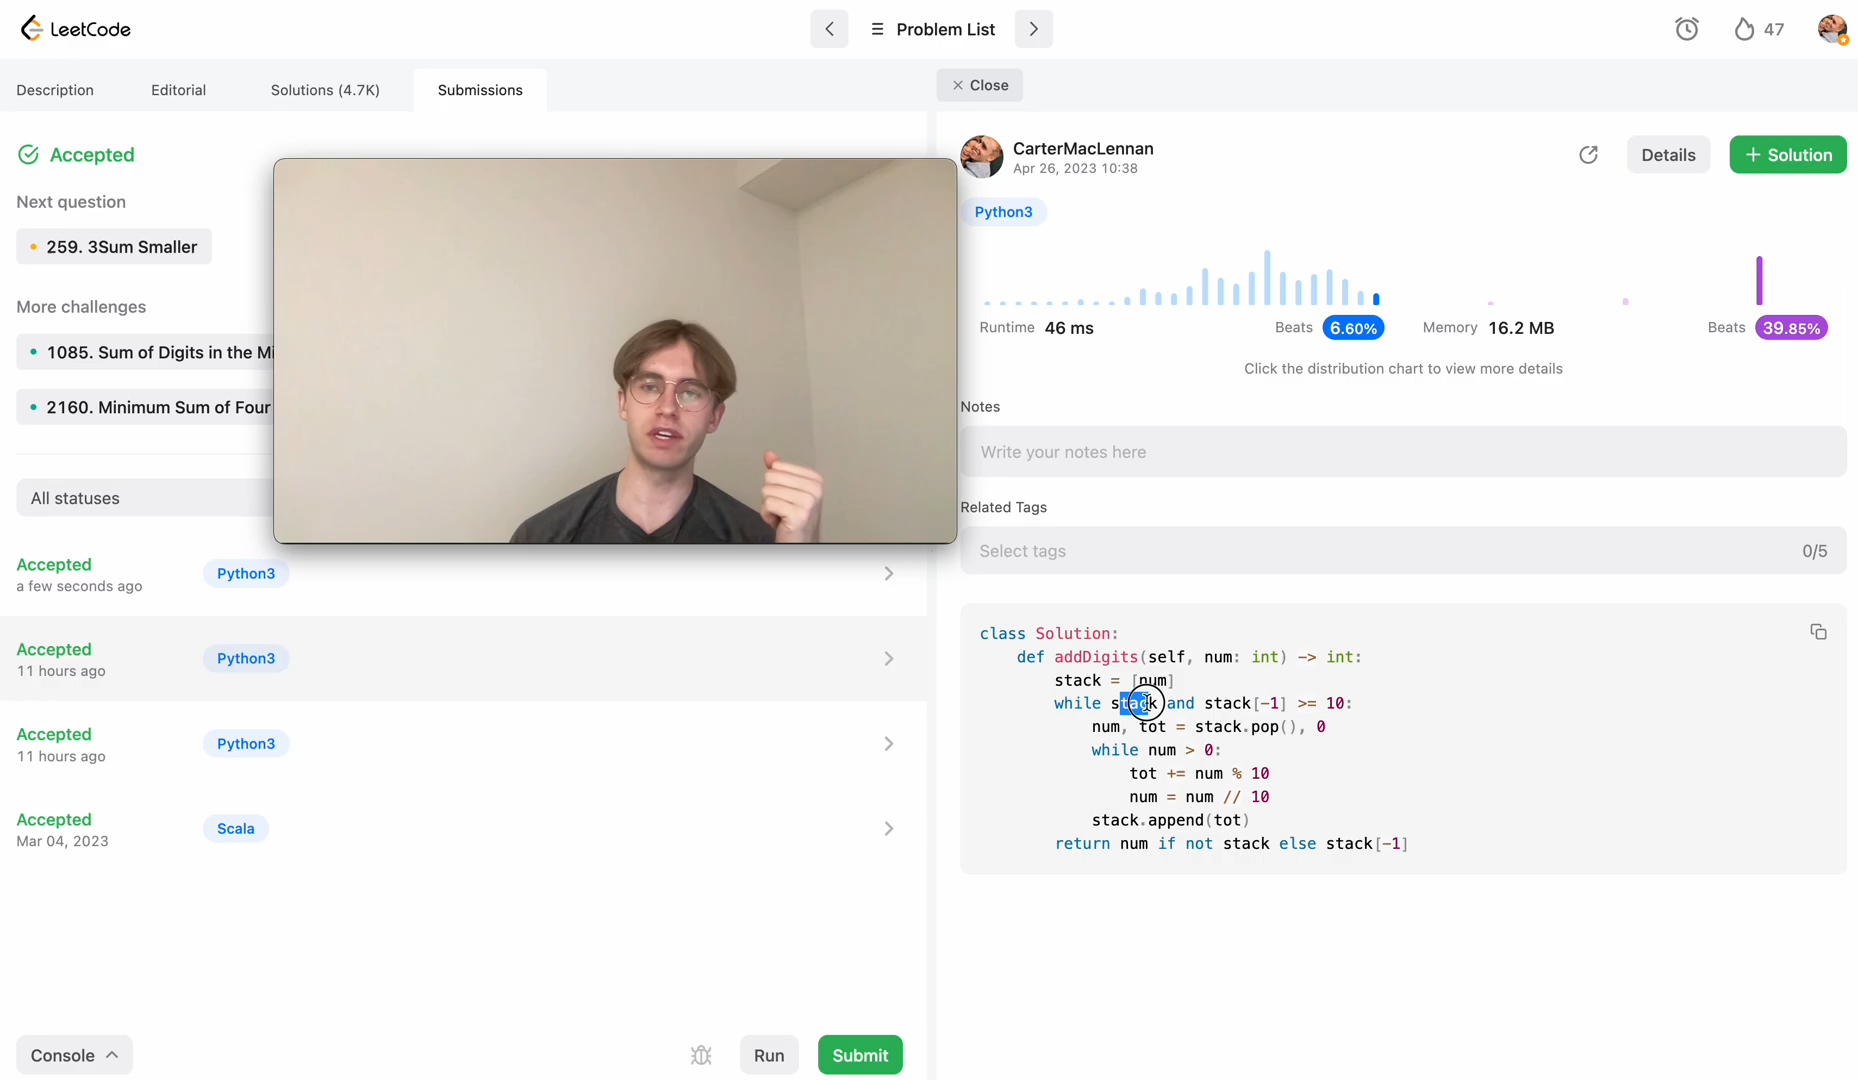 LeetCode
Problem List
47
Description
Editorial
Solutions (4.7K)
Submissions
Close
Accepted
Next question
259. 3Sum Smaller
More challenges
1085. Sum of Digits in the Mi
2160. Minimum Sum of Four
All statuses
Accepted
a few seconds ago
Python3
Accepted
11 hours ago
Python3
Accepted
11 hours ago
Python3
Accepted
Mar 04, 2023
Scala
Console
Run
Submit
CarterMacLennan
Apr 26, 2023 10:38
Details
+ Solution
Python3
Runtime 46 ms
Beats 6.60%
Memory 16.2 MB
Beats 39.85%
Click the distribution chart to view more details
Notes
Write your notes here
Related Tags
Select tags
0/5
class Solution:
    def addDigits(self, num: int) -> int:
        stack = [num]
        while stack and stack[-1] >= 10:
            num, tot = stack.pop(), 0
            while num > 0:
                tot += num % 10
                num = num // 10
            stack.append(tot)
        return num if not stack else stack[-1]